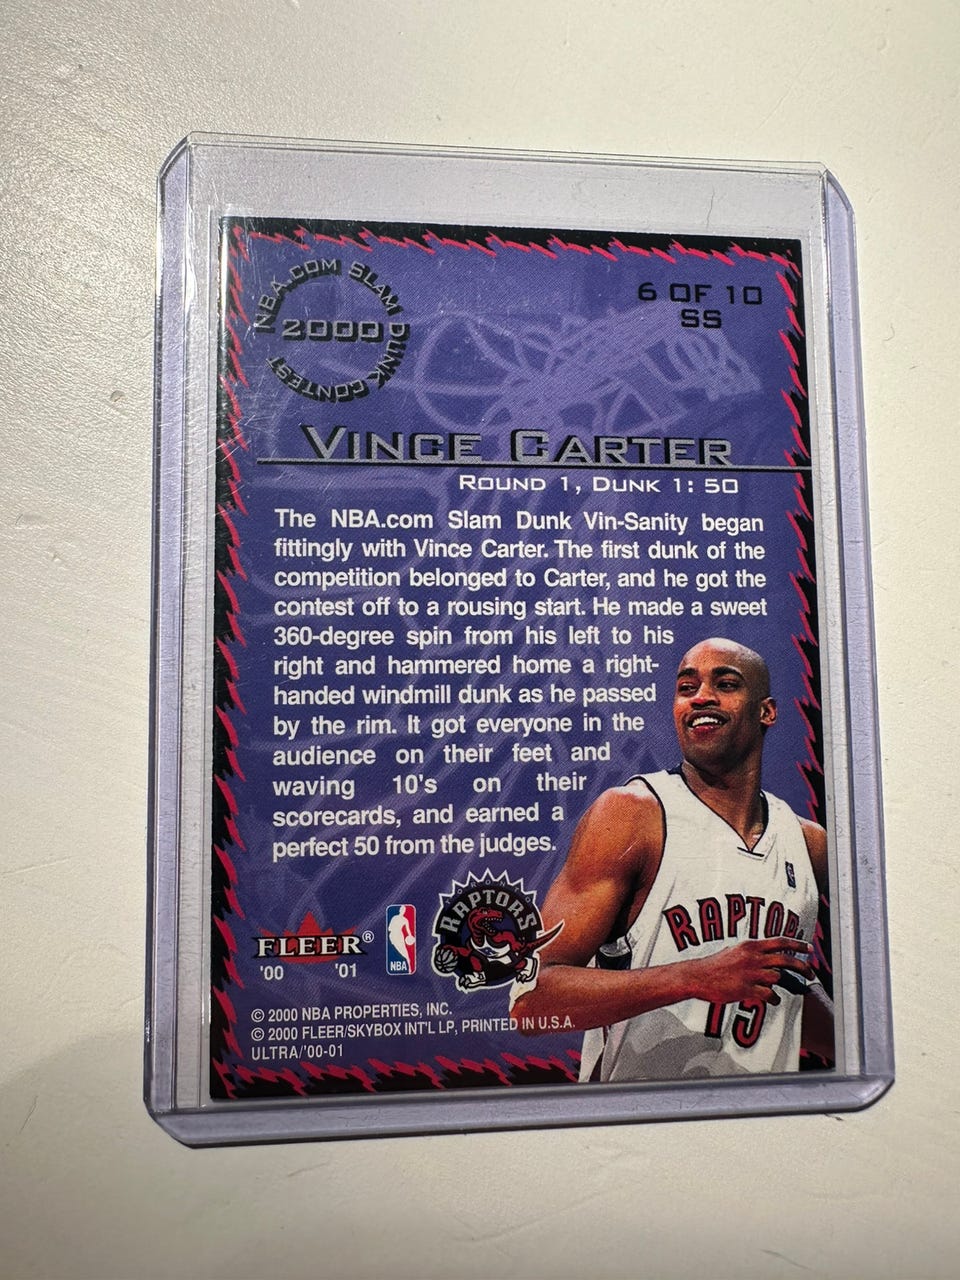 NBA.COM SLAM DUNK CONTEST
2000
6 OF 10
SS
VINCE CARTER
ROUND 1, DUNK 1: 50
The NBA.com Slam Dunk Vin-Sanity began
fittingly with Vince Carter. The first dunk of the
competition belonged to Carter, and he got the
contest off to a rousing start. He made a sweet
360-degree spin from his left to his
right and hammered home a right-
handed windmill dunk as he passed
by the rim. It got everyone in the
audience on their feet and
waving 10's on their
scorecards, and earned a
perfect 50 from the judges.
TORONTO
RAPTORS
RAPTOR
15
FLEER®
'00 '01
NBA
© 2000 NBA PROPERTIES, INC.
© 2000 FLEER/SKYBOX INT'L LP, PRINTED IN U.S.A.
ULTRA/'00-01